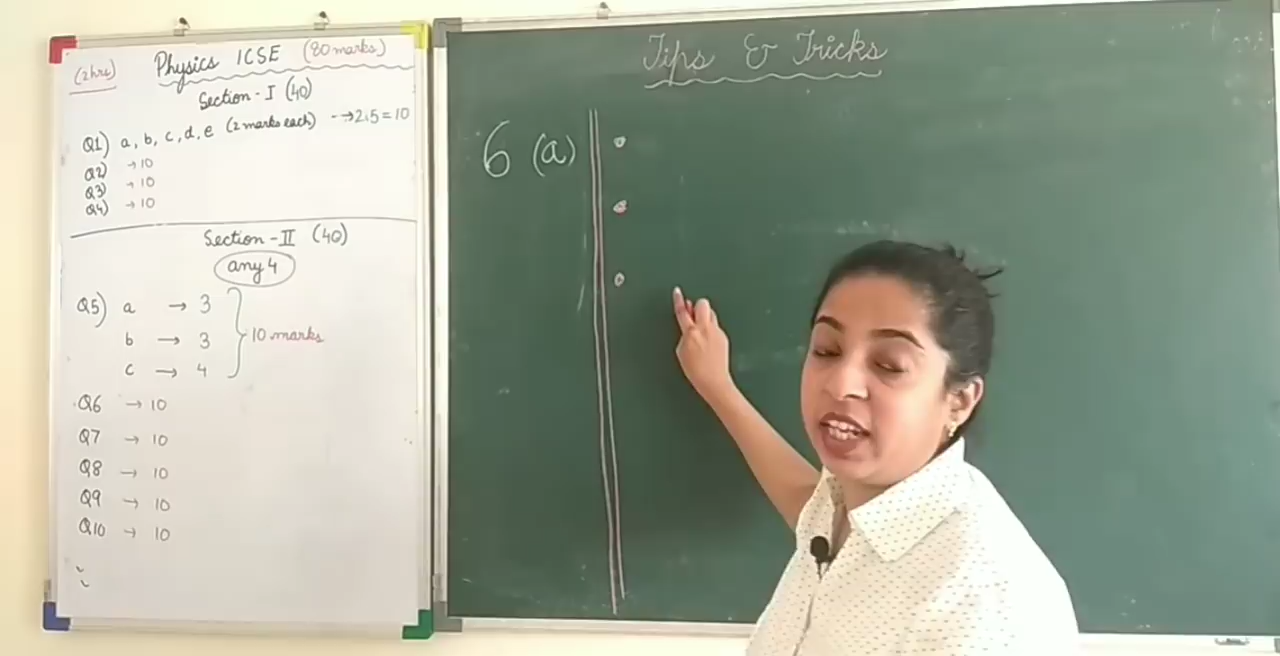 (2hrs) Physics ICSE (80 marks)
Section - I (40)
Q1) a, b, c, d, e (2 marks each) --→ 2×5=10
Q2) → 10
Q3) → 10
Q4) → 10
Section - II (40)
any 4
Q5) a → 3
b → 3
c → 4
10 marks
Q6 → 10
Q7 → 10
Q8 → 10
Q9 → 10
Q10 → 10
Tips & Tricks
6 (a)